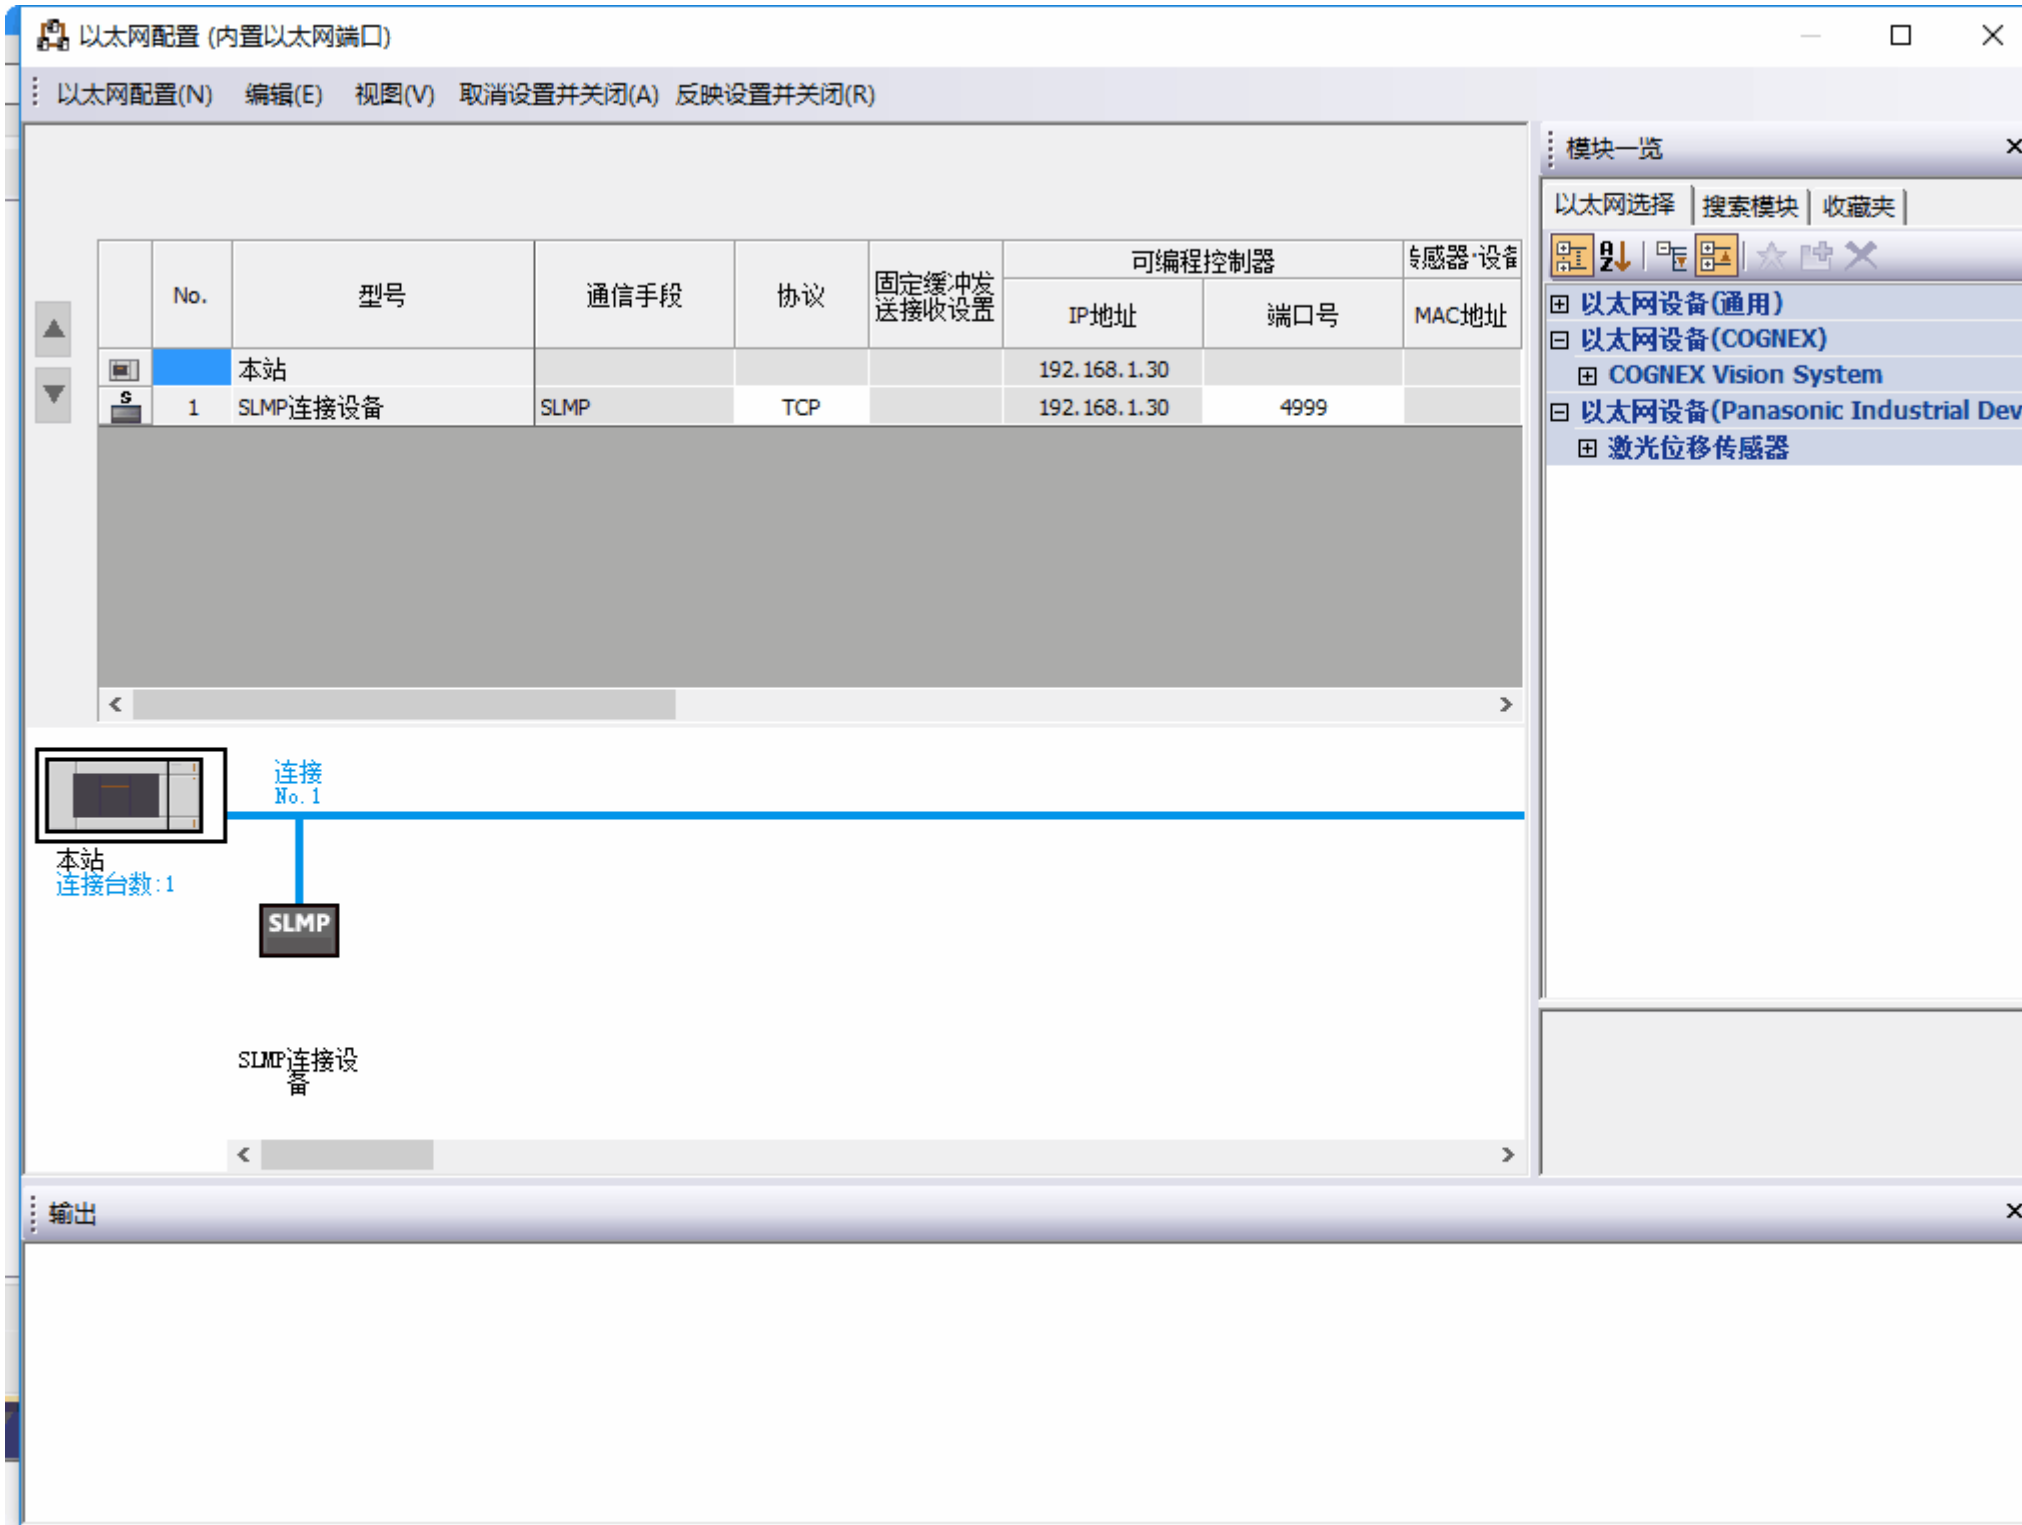 以太网配置 (内置以太网端口)
以太网配置(N) 编辑(E) 视图(V) 取消设置并关闭(A) 反映设置并关闭(R)
模块一览
以太网选择 搜索模块 收藏夹
No. 型号 通信手段 协议 固定缓冲发送接收设置 可编程控制器 感器·设备
IP地址 端口号 MAC地址
本站 192.168.1.30
1 SLMP连接设备 SLMP TCP 192.168.1.30 4999
以太网设备(通用)
以太网设备(COGNEX)
COGNEX Vision System
以太网设备(Panasonic Industrial Dev
激光位移传感器
连接
No.1
本站
连接台数:1
SLMP
SLMP连接设
备
输出